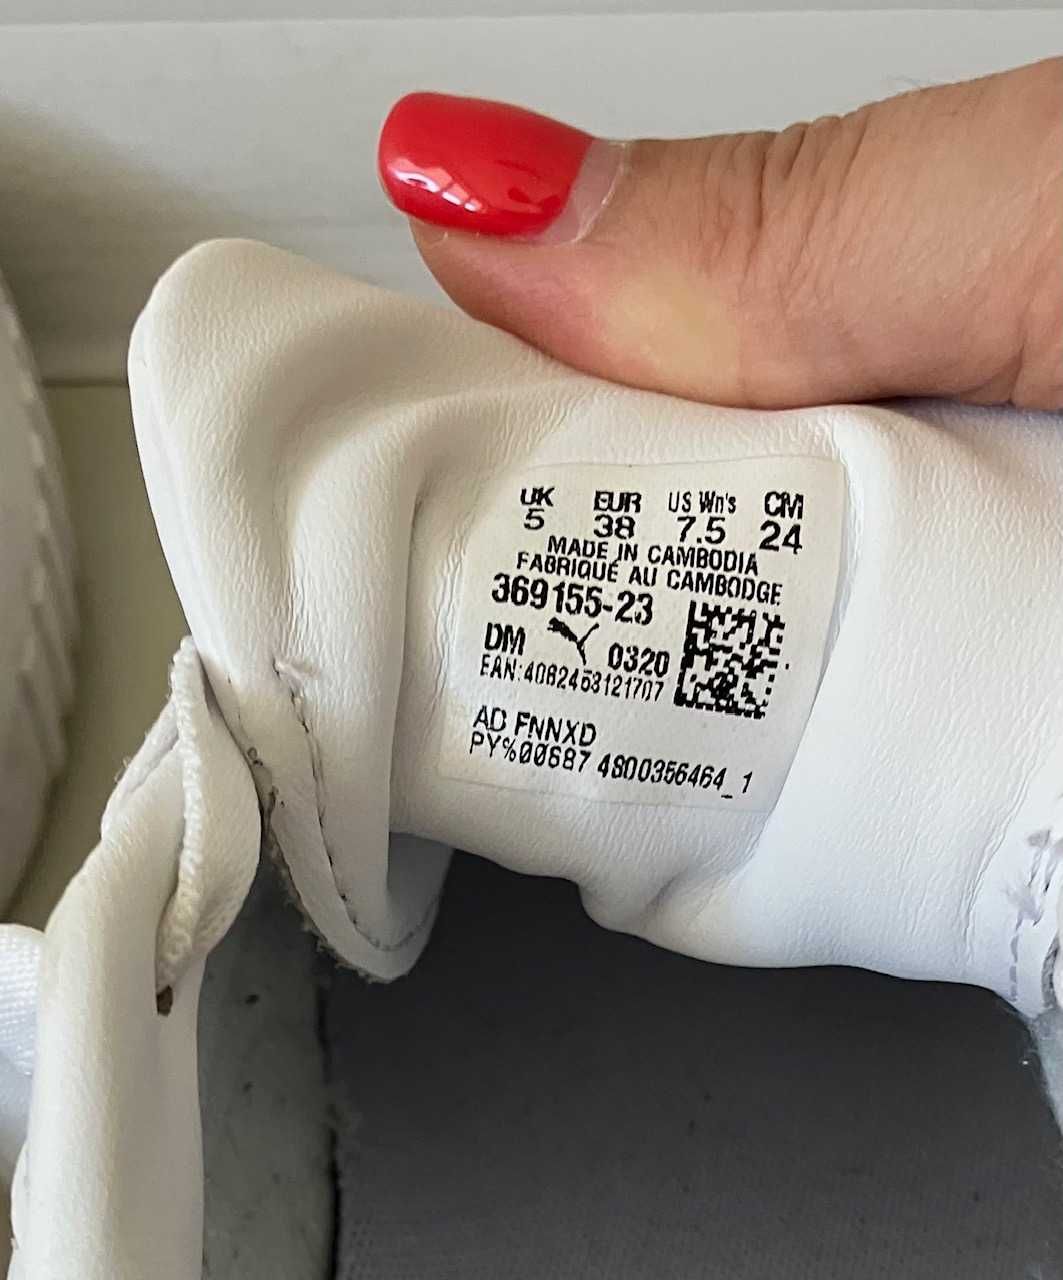 UK EUR US Wn's CM
5 38 7.5 24
MADE IN CAMBODIA
FABRIQUÉ AU CAMBODGE
369155-23
DM 0320
EAN:4062453121707
AD FNNXD
PY%00687 4800356464_1